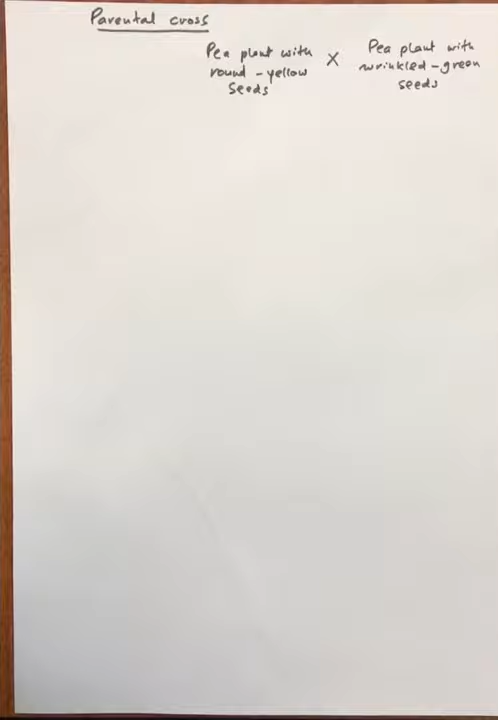 Parental cross
Pea plant with × Pea plant with
round-yellow wrinkled-green
seeds seeds